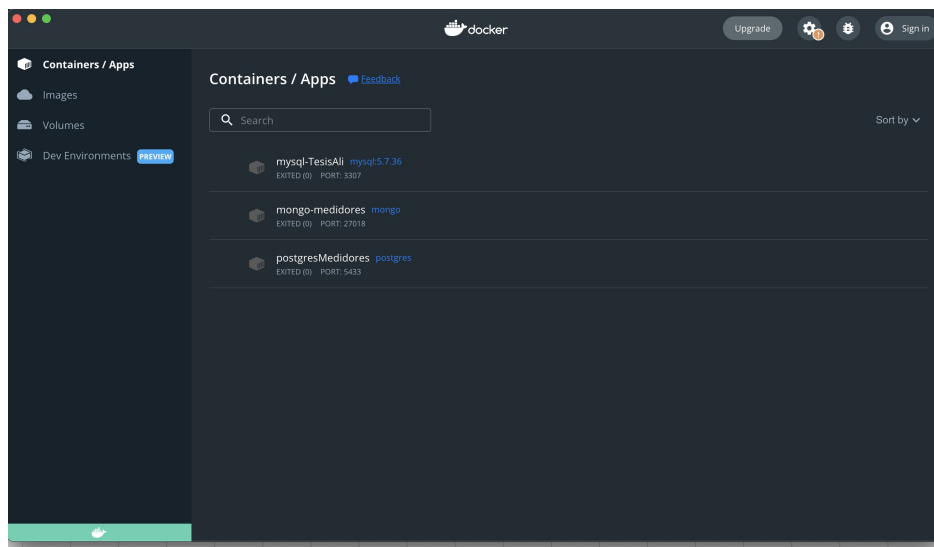 docker
Upgrade
Sign in
Containers / Apps
Images
Volumes
Dev Environments PREVIEW
Containers / Apps Feedback
Search
Sort by
mysql-TesisAli mysql:5.7.36
EXITED (0) PORT: 3307
mongo-medidores mongo
EXITED (0) PORT: 27018
postgresMedidores postgres
EXITED (0) PORT: 5433